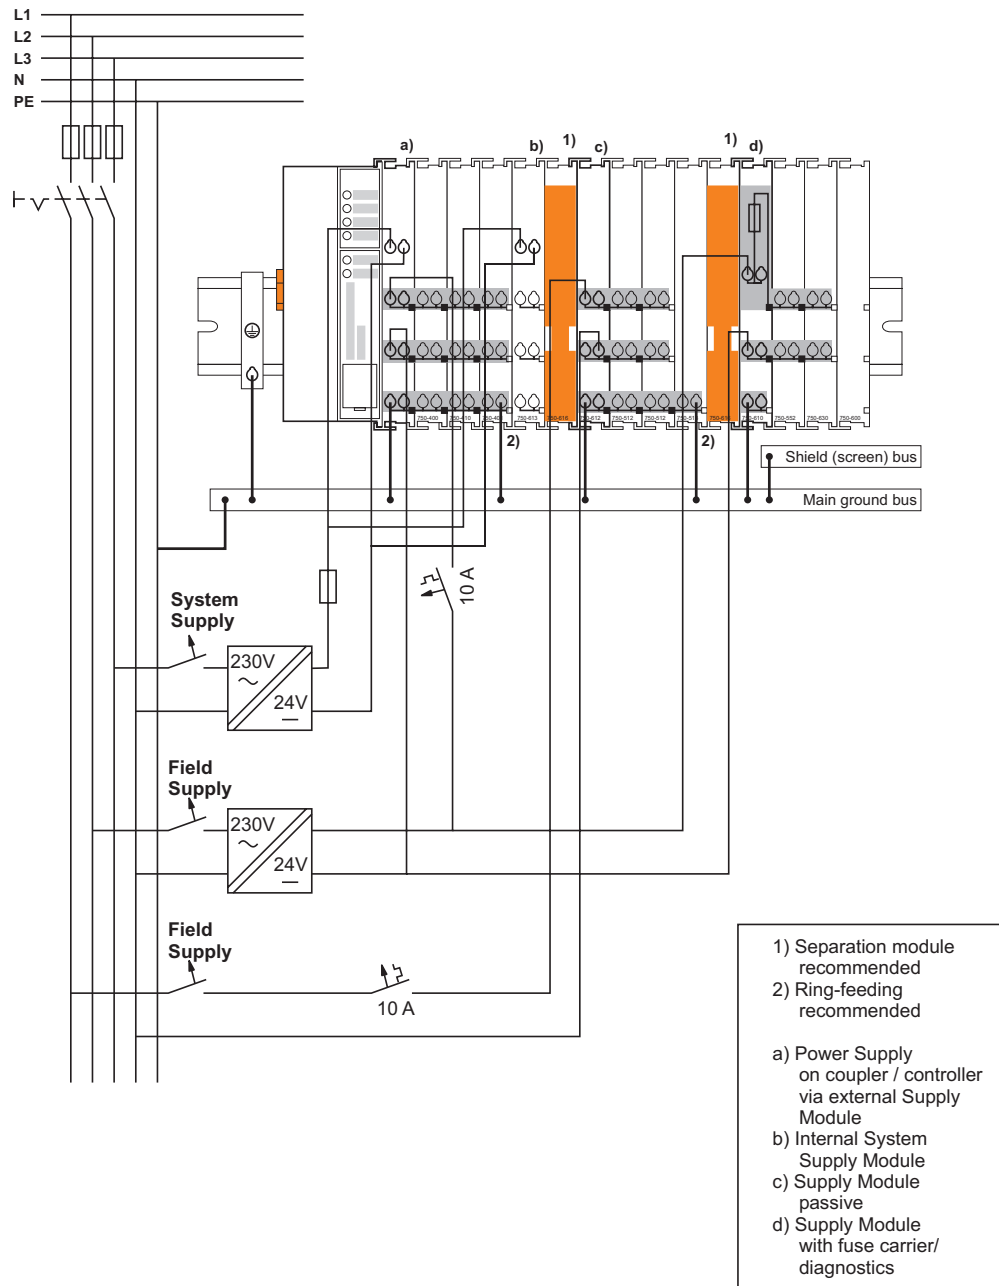 L1
L2
L3
N
PE
a)
b)
1)
c)
1)
d)
750-400
750-410
750-613
750-616
750-612
750-512
750-512
750-616
750-610
750-552
750-630
750-600
2)
2)
Shield (screen) bus
Main ground bus
10 A
System
Supply
230V
24V
Field
Supply
230V
24V
Field
Supply
10 A
1) Separation module
recommended
2) Ring-feeding
recommended
a) Power Supply
on coupler / controller
via external Supply
Module
b) Internal System
Supply Module
c) Supply Module
passive
d) Supply Module
with fuse carrier/
diagnostics